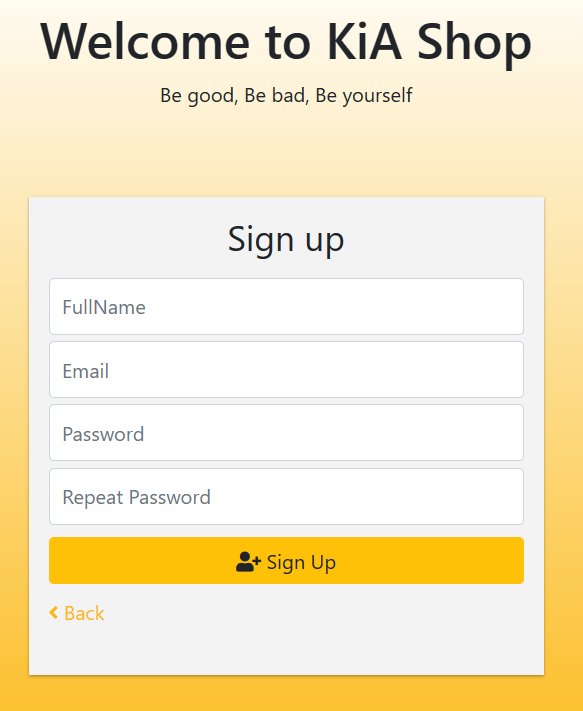 Welcome to KiA Shop
Be good, Be bad, Be yourself
Sign up
FullName
Email
Password
Repeat Password
Sign Up
Back